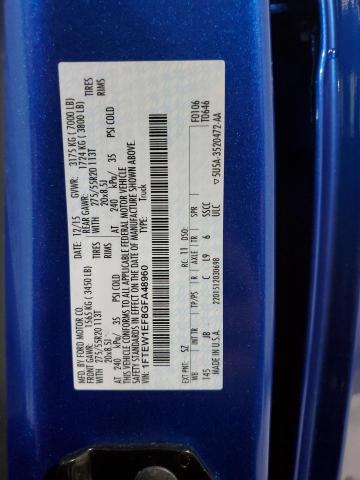 MFD. BY FORD MOTOR CO.
DATE: 12/15 GVWR: 3175 KG ( 7000 LB)
FRONT GAWR: 1565 KG ( 3450 LB) REAR GAWR: 1724 KG ( 3800 LB)
WITH 275/55R20 113T TIRES WITH 275/55R20 113T TIRES
20x8.5J RIMS 20x8.5J RIMS
AT 240 kPa/ 35 PSI COLD AT 240 kPa/ 35 PSI COLD
THIS VEHICLE CONFORMS TO ALL APPLICABLE FEDERAL MOTOR VEHICLE
SAFETY STANDARDS IN EFFECT ON THE DATE OF MANUFACTURE SHOWN ABOVE.
VIN: 1FTEW1EF8GFA48960
TYPE: Truck
F0106
T0646
EXT PNT: SZ RC: 11 DSO:
WB INT TR TP/PS R AXLE TR SPR
145 JB C L9 6 SSCC
ULC
MADE IN U.S.A. 2201512030698 5U5A-3520472-AA